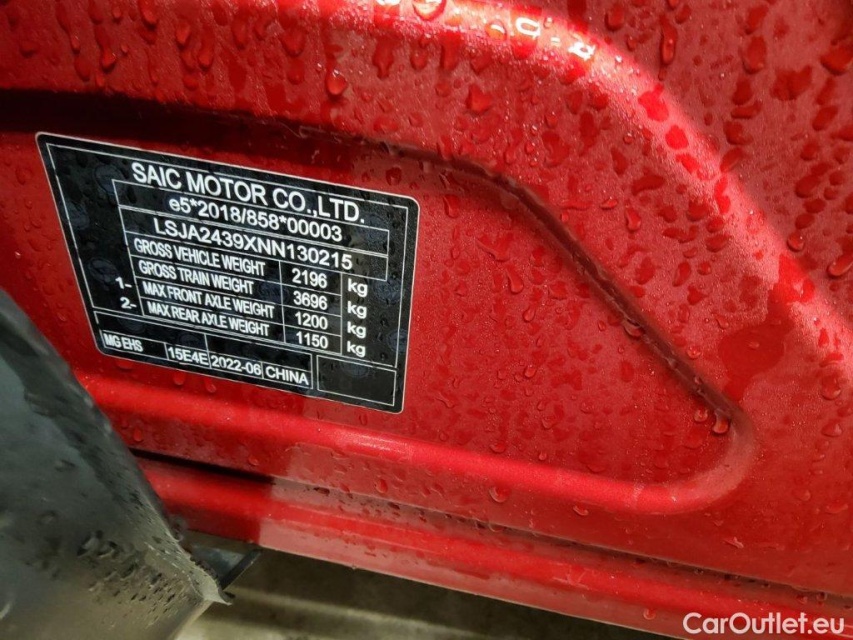 SAIC MOTOR CO.,LTD.
e5*2018/858*00003
LSJA2439XNN130215
GROSS VEHICLE WEIGHT 2196 kg
GROSS TRAIN WEIGHT 3696 kg
1- MAX FRONT AXLE WEIGHT 1200 kg
2- MAX REAR AXLE WEIGHT 1150 kg
MG EHS 15E4E 2022-06 CHINA
CarOutlet.eu